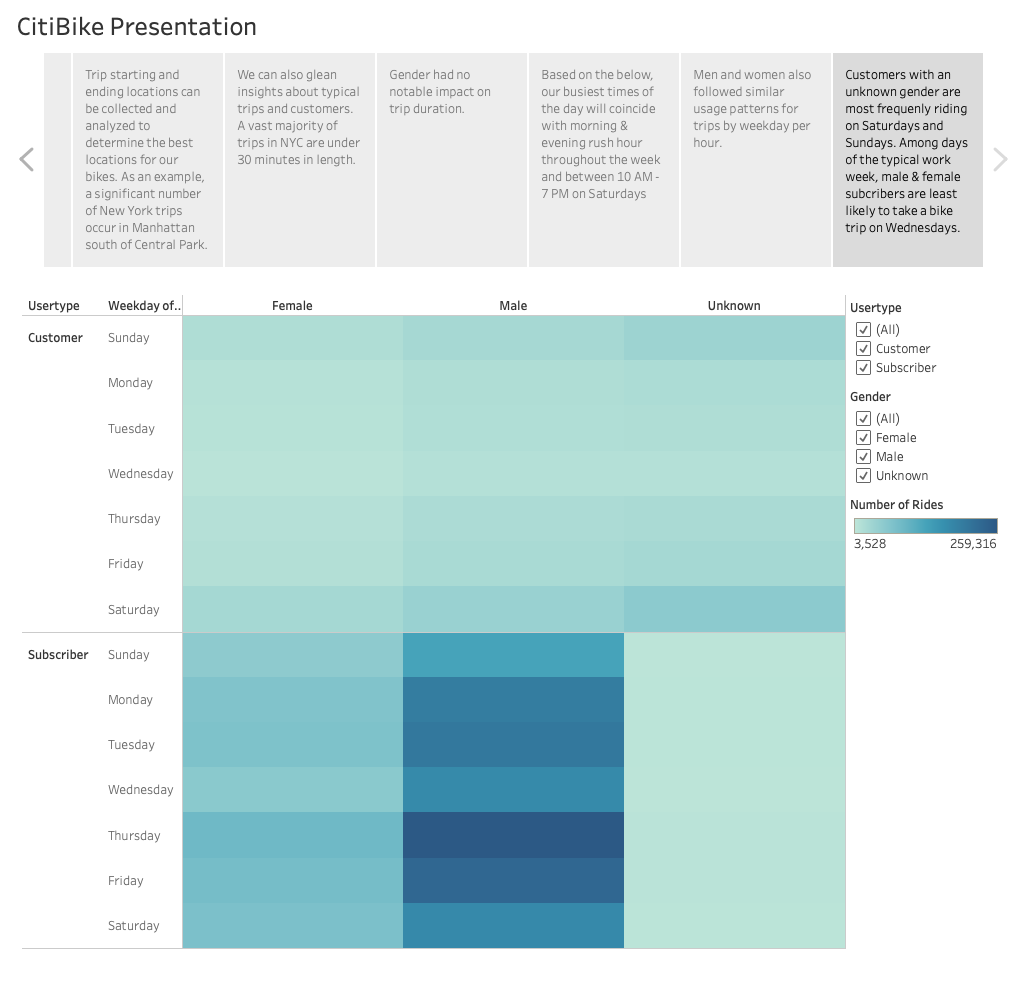 CitiBike Presentation
Trip starting and
ending locations can
be collected and
analyzed to
determine the best
locations for our
bikes. As an example,
a significant number
of New York trips
occur in Manhattan
south of Central Park.
We can also glean
insights about typical
trips and customers.
A vast majority of
trips in NYC are under
30 minutes in length.
Gender had no
notable impact on
trip duration.
Based on the below,
our busiest times of
the day will coincide
with morning &
evening rush hour
throughout the week
and between 10 AM -
7 PM on Saturdays
Men and women also
followed similar
usage patterns for
trips by weekday per
hour.
Customers with an
unknown gender are
most frequenly riding
on Saturdays and
Sundays. Among days
of the typical work
week, male & female
subcribers are least
likely to take a bike
trip on Wednesdays.
Usertype Weekday of.. Female Male Unknown
Customer Sunday
Monday
Tuesday
Wednesday
Thursday
Friday
Saturday
Subscriber Sunday
Monday
Tuesday
Wednesday
Thursday
Friday
Saturday
Usertype
(All)
Customer
Subscriber
Gender
(All)
Female
Male
Unknown
Number of Rides
3,528 259,316